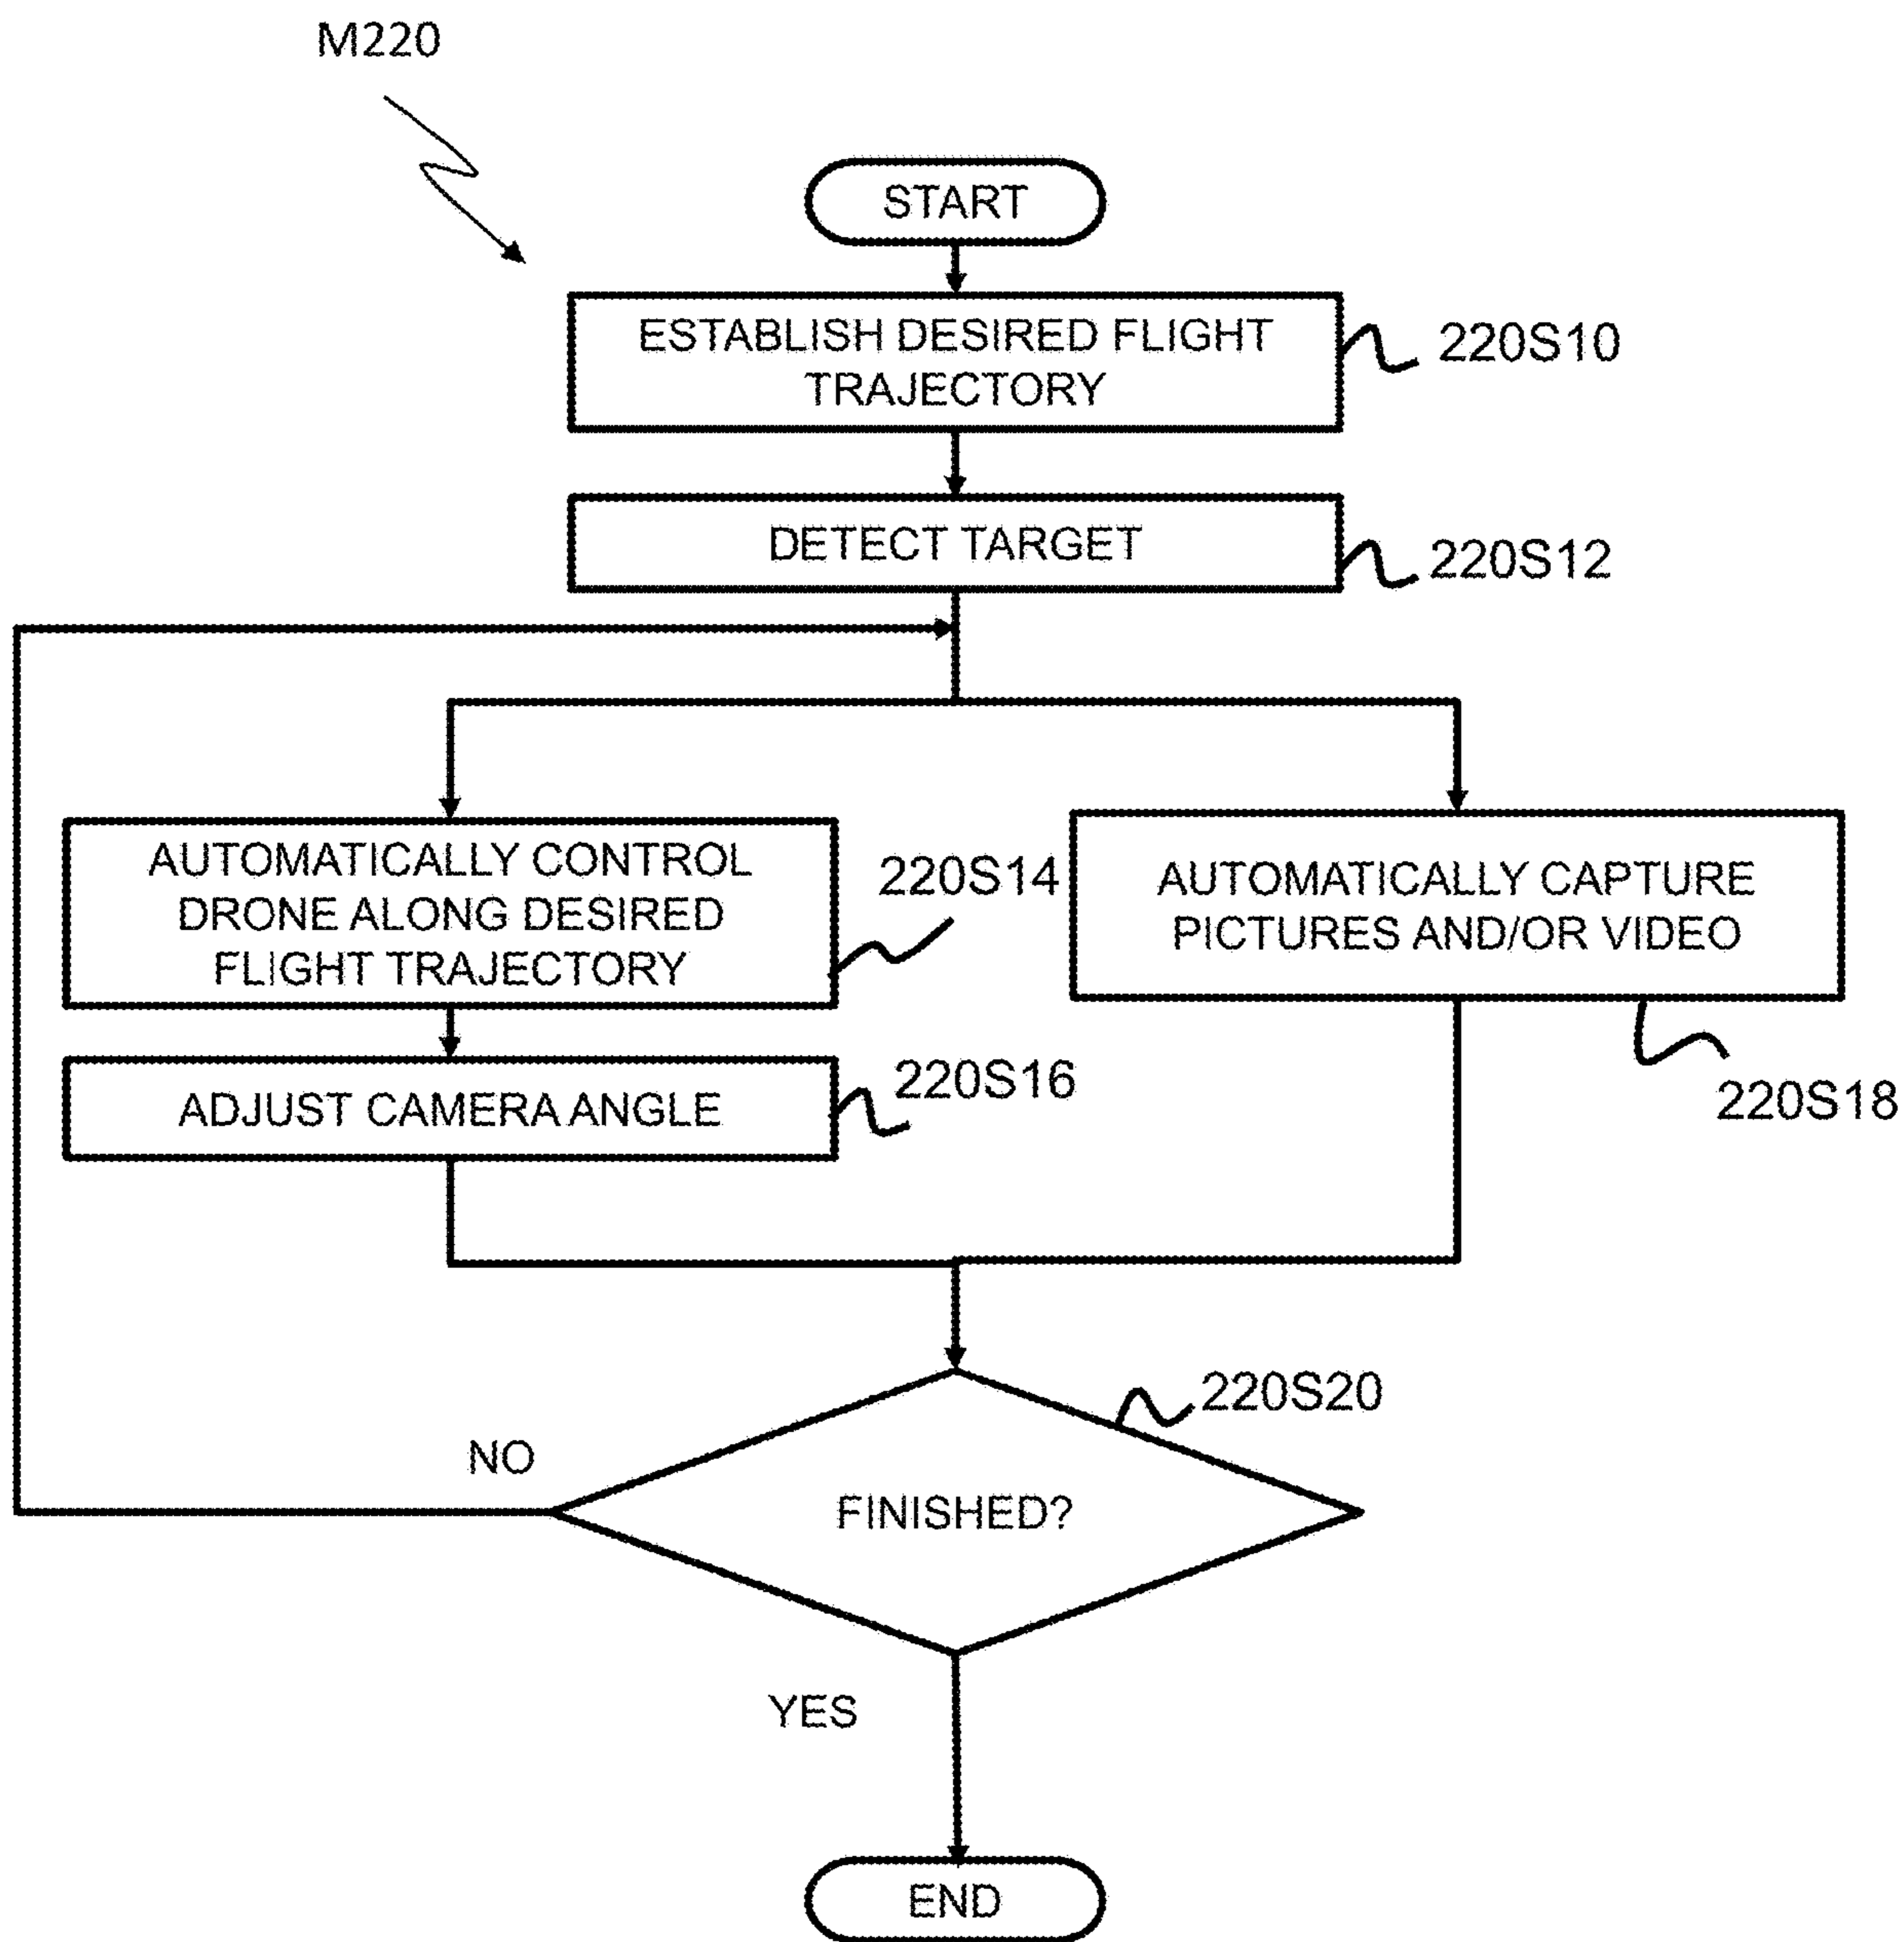 M220
START
ESTABLISH DESIRED FLIGHT
TRAJECTORY
220S10
DETECT TARGET
220S12
AUTOMATICALLY CONTROL
DRONE ALONG DESIRED
FLIGHT TRAJECTORY
220S14
AUTOMATICALLY CAPTURE
PICTURES AND/OR VIDEO
ADJUST CAMERA ANGLE
220S16
220S18
220S20
NO
FINISHED?
YES
END